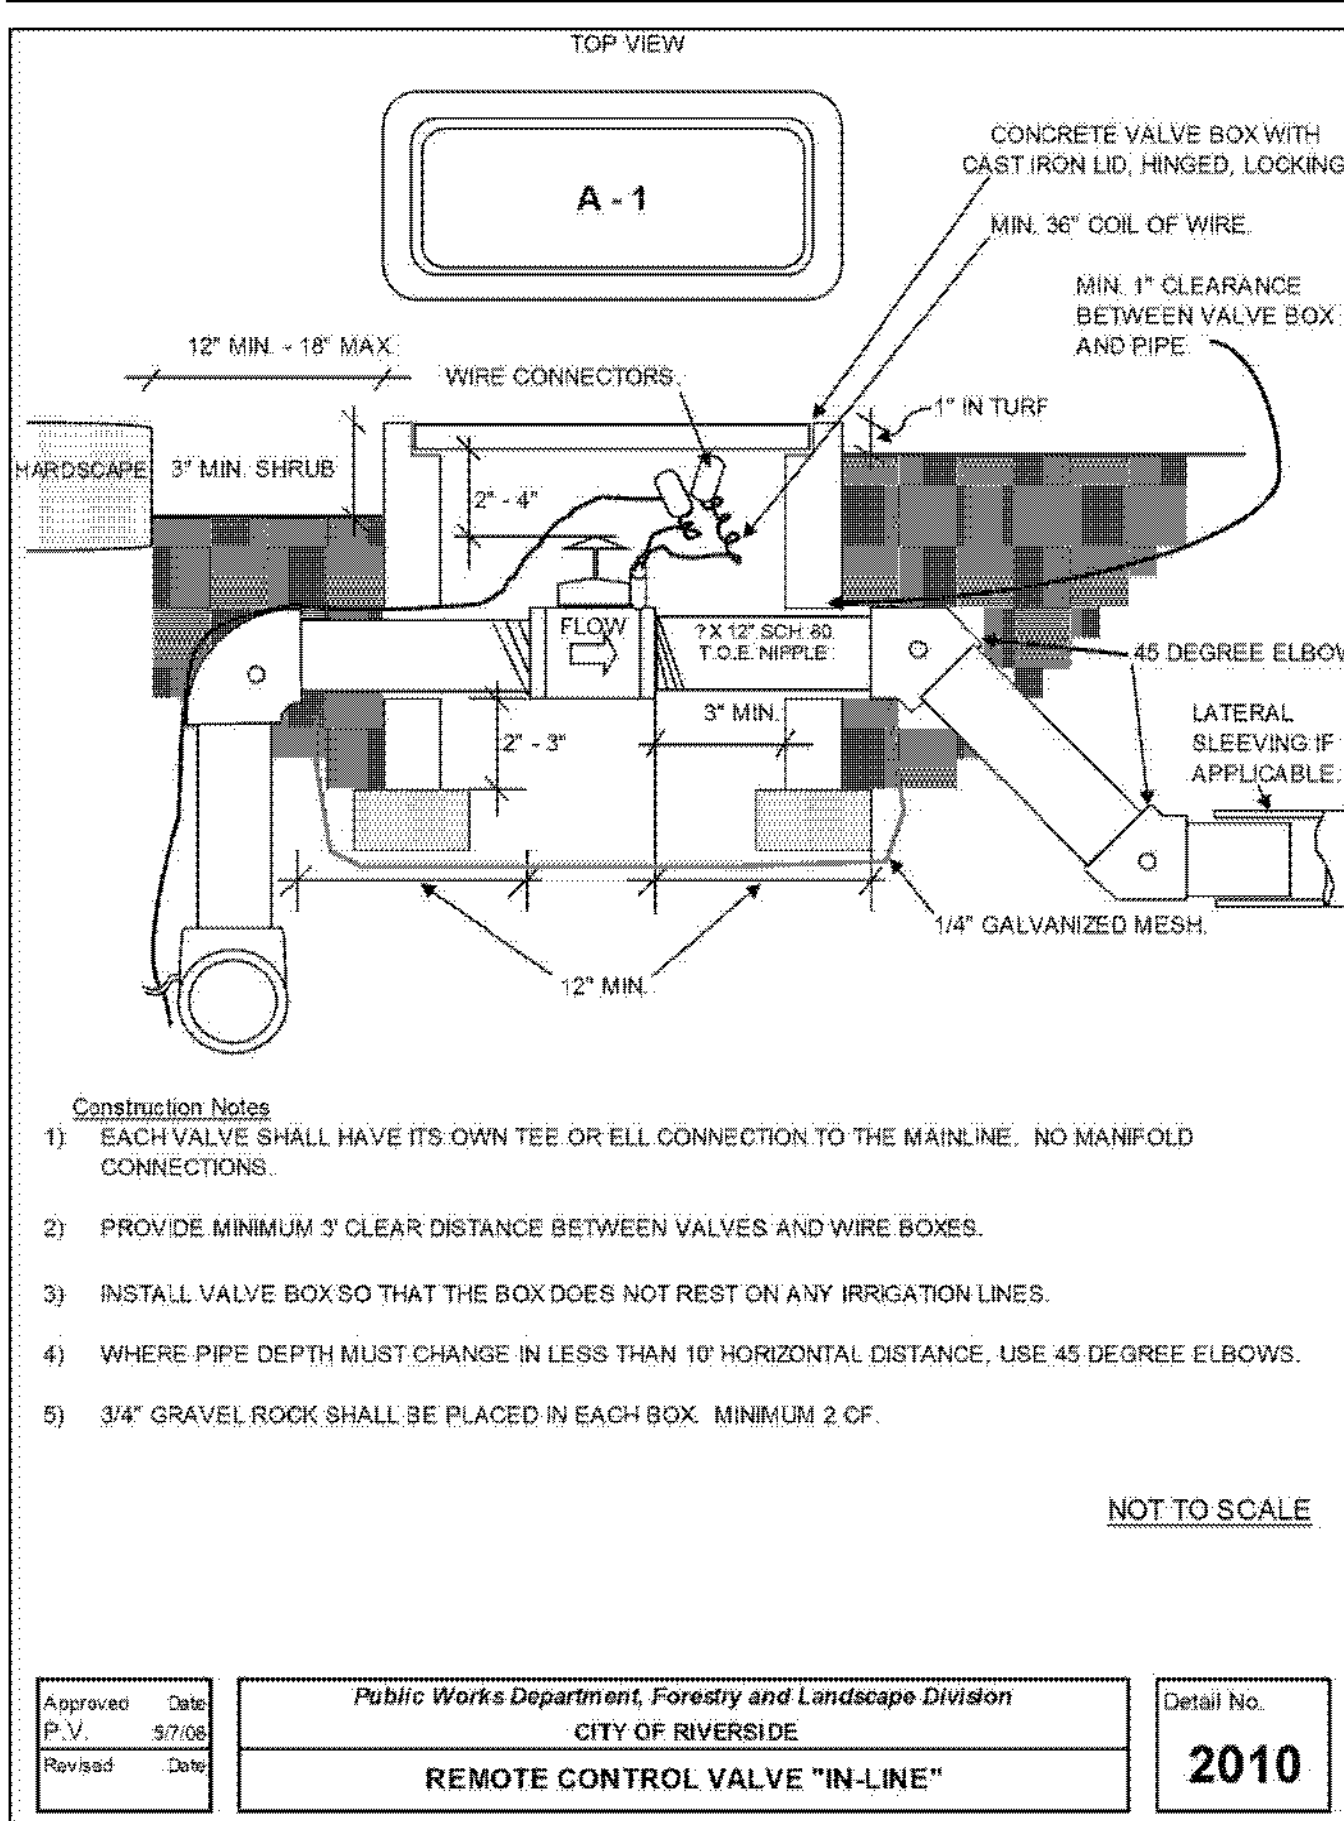 TOP VIEW
A - 1
CONCRETE VALVE BOX WITH
CAST IRON LID, HINGED, LOCKING
MIN. 36" COIL OF WIRE.
MIN. 1" CLEARANCE
BETWEEN VALVE BOX
AND PIPE.
12" MIN. - 18" MAX.
WIRE CONNECTORS.
1" IN TURF
HARDSCAPE
3" MIN. SHRUB
2" - 4"
FLOW
? X 12" SCH. 80.
T.O.E. NIPPLE
45 DEGREE ELBOW
3" MIN.
2" - 3"
LATERAL
SLEEVING IF
APPLICABLE.
1/4" GALVANIZED MESH.
12" MIN.
Construction Notes
1) EACH VALVE SHALL HAVE ITS OWN TEE OR ELL CONNECTION TO THE MAINLINE. NO MANIFOLD
CONNECTIONS.
2) PROVIDE MINIMUM 3' CLEAR DISTANCE BETWEEN VALVES AND WIRE BOXES.
3) INSTALL VALVE BOX SO THAT THE BOX DOES NOT REST ON ANY IRRIGATION LINES.
4) WHERE PIPE DEPTH MUST CHANGE IN LESS THAN 10' HORIZONTAL DISTANCE, USE 45 DEGREE ELBOWS.
5) 3/4" GRAVEL ROCK SHALL BE PLACED IN EACH BOX. MINIMUM 2 CF.
NOT TO SCALE
Approved Date
P.V.
Revised Date
Public Works Department, Forestry and Landscape Division
CITY OF RIVERSIDE
REMOTE CONTROL VALVE "IN-LINE"
Detail No.
2010